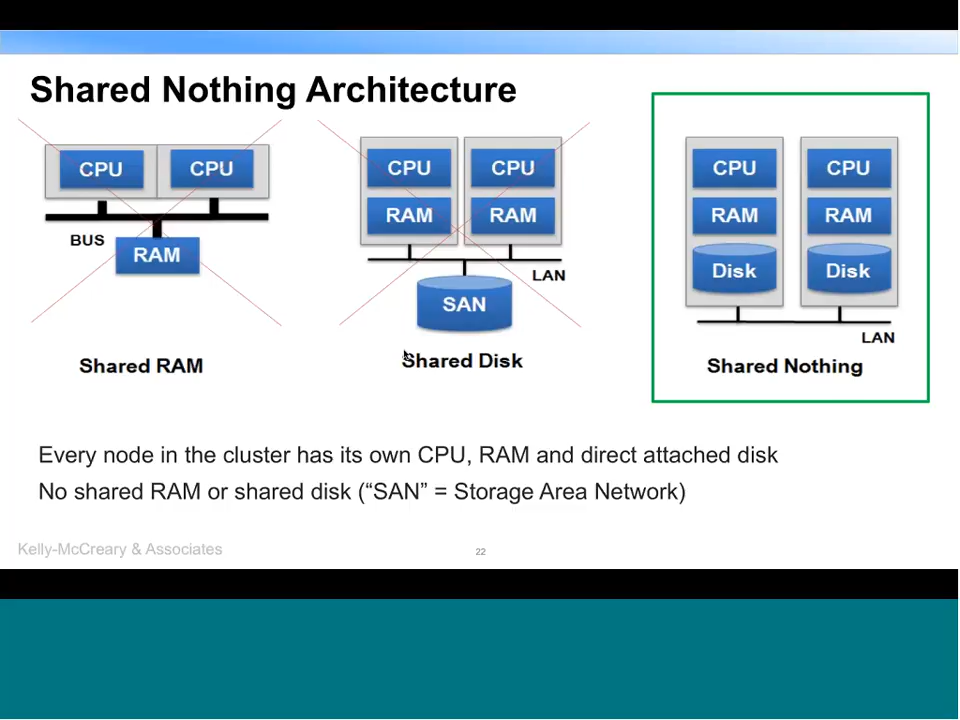 Shared Nothing Architecture
CPU
CPU
BUS
RAM
Shared RAM
CPU
CPU
RAM
RAM
LAN
SAN
Shared Disk
CPU
CPU
RAM
RAM
Disk
Disk
LAN
Shared Nothing
Every node in the cluster has its own CPU, RAM and direct attached disk
No shared RAM or shared disk (“SAN” = Storage Area Network)
Kelly-McCreary & Associates
22